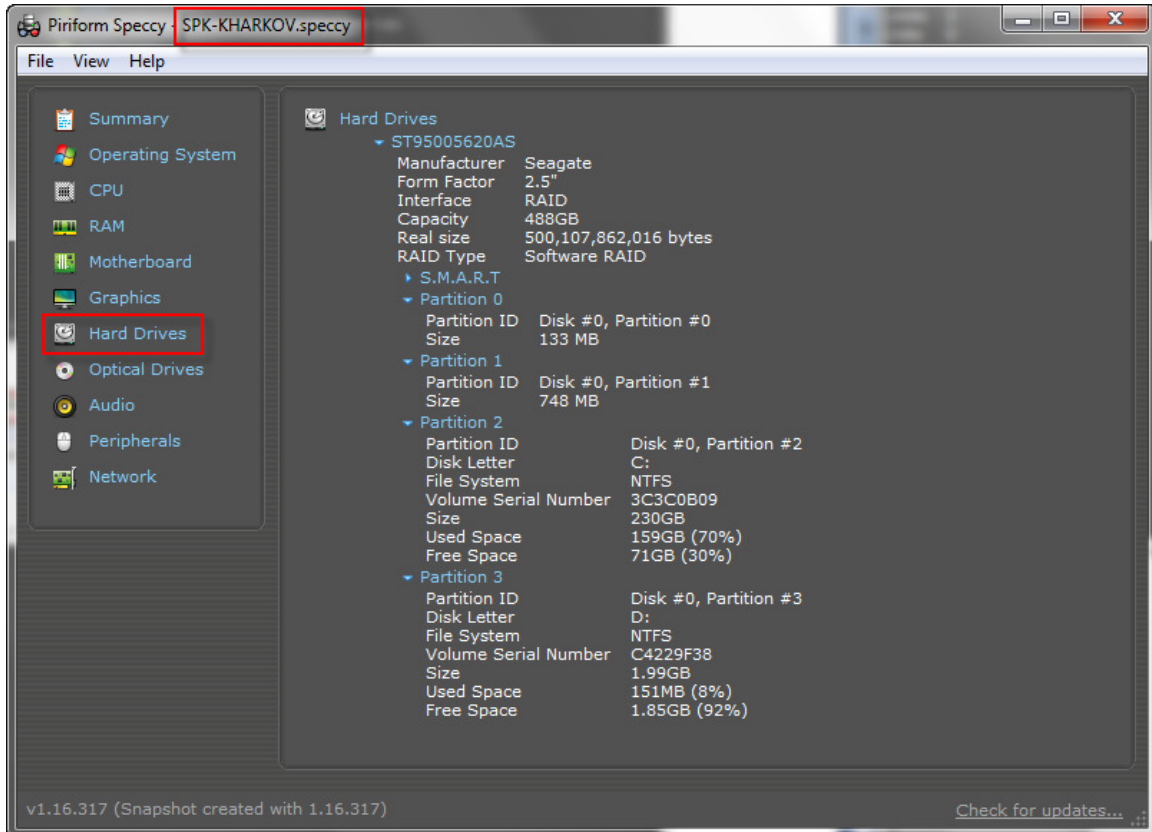 Piriform Speccy - SPK-KHARKOV.speccy
File View Help
Summary
Operating System
CPU
RAM
Motherboard
Graphics
Hard Drives
Optical Drives
Audio
Peripherals
Network
Hard Drives
ST95005620AS
Manufacturer Seagate
Form Factor 2.5"
Interface RAID
Capacity 488GB
Real size 500,107,862,016 bytes
RAID Type Software RAID
S.M.A.R.T
Partition 0
Partition ID Disk #0, Partition #0
Size 133 MB
Partition 1
Partition ID Disk #0, Partition #1
Size 748 MB
Partition 2
Partition ID Disk #0, Partition #2
Disk Letter C:
File System NTFS
Volume Serial Number 3C3C0B09
Size 230GB
Used Space 159GB (70%)
Free Space 71GB (30%)
Partition 3
Partition ID Disk #0, Partition #3
Disk Letter D:
File System NTFS
Volume Serial Number C4229F38
Size 1.99GB
Used Space 151MB (8%)
Free Space 1.85GB (92%)
v1.16.317 (Snapshot created with 1.16.317)
Check for updates...